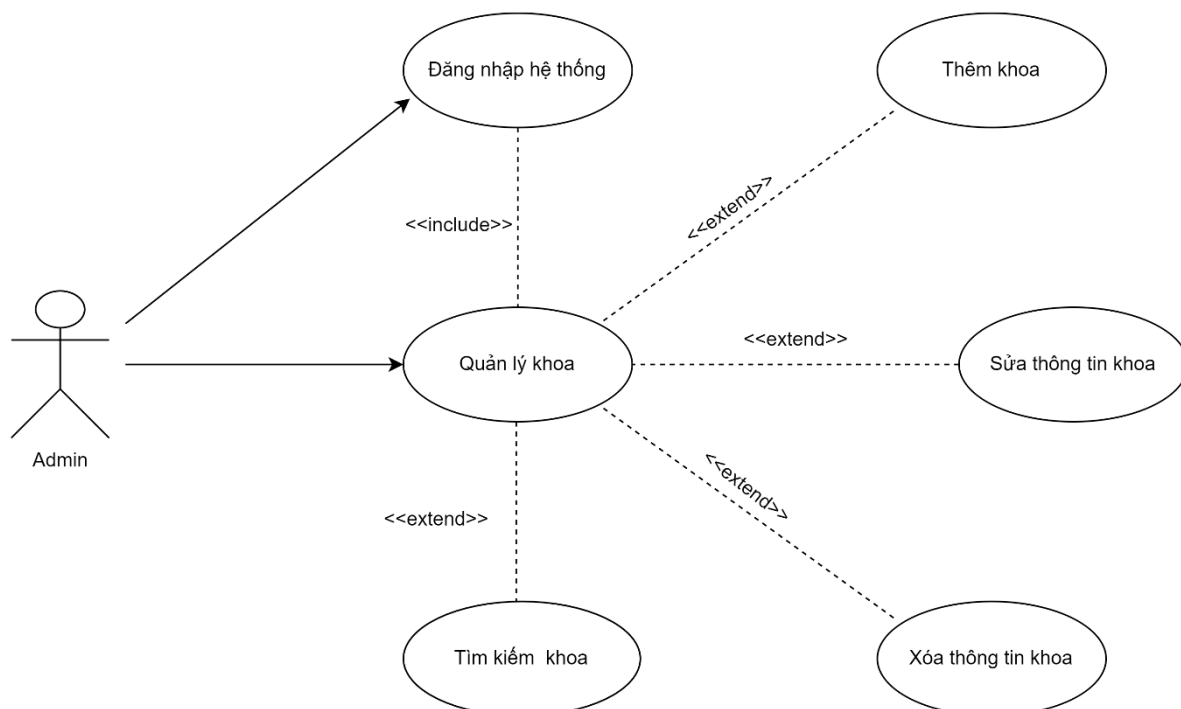 Đăng nhập hệ thống
Thêm khoa
<<extend>>
<<include>>
Quản lý khoa
<<extend>>
Sửa thông tin khoa
Admin
<<extend>>
<<extend>>
Tìm kiếm khoa
Xóa thông tin khoa